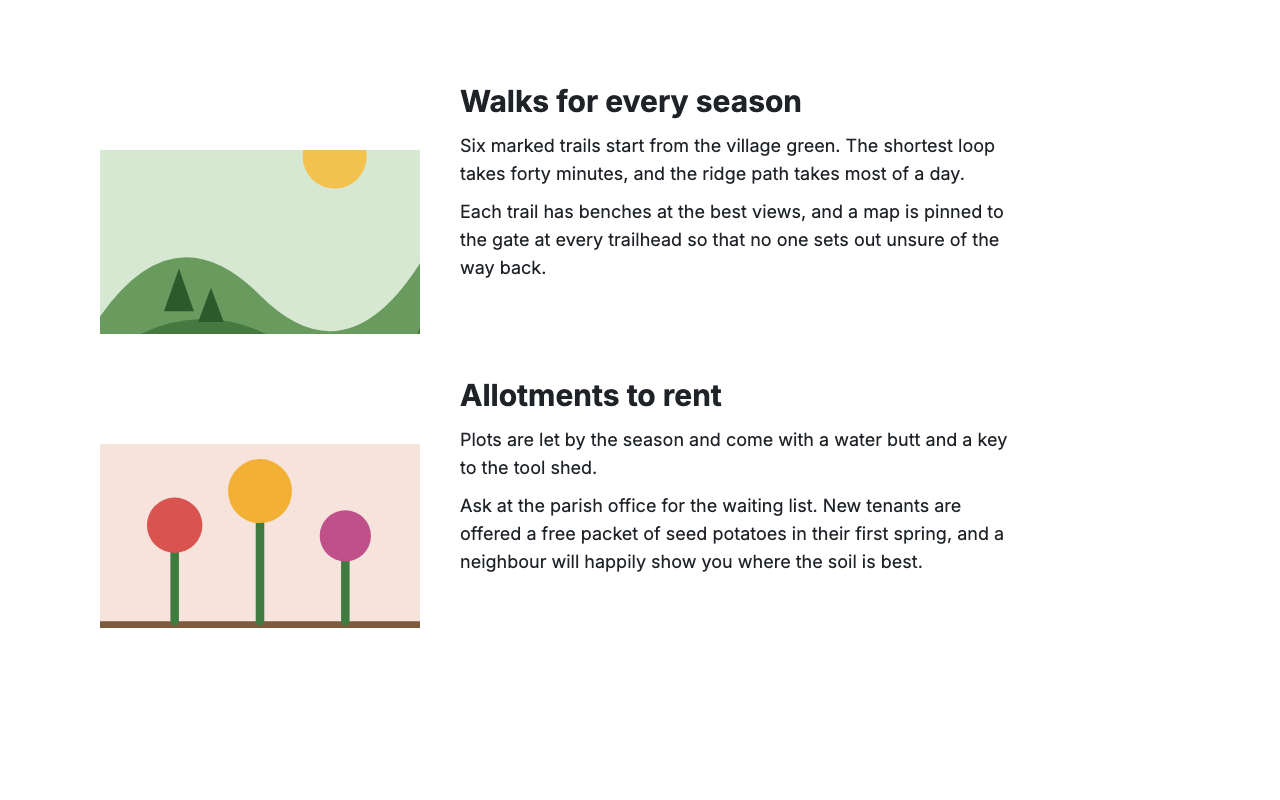 Walks for every season
Six marked trails start from the village green. The shortest loop
takes forty minutes, and the ridge path takes most of a day.
Each trail has benches at the best views, and a map is pinned to
the gate at every trailhead so that no one sets out unsure of the
way back.
Allotments to rent
Plots are let by the season and come with a water butt and a key
to the tool shed.
Ask at the parish office for the waiting list. New tenants are
offered a free packet of seed potatoes in their first spring, and a
neighbour will happily show you where the soil is best.